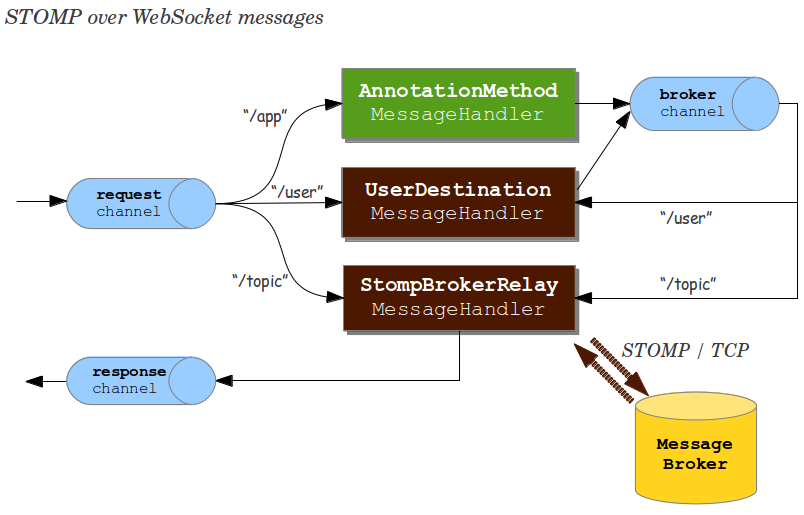 STOMP over WebSocket messages
AnnotationMethod
MessageHandler
broker
channel
“/app”
request
channel
“/user”
UserDestination
MessageHandler
“/user”
“/topic”
StompBrokerRelay
MessageHandler
“/topic”
STOMP / TCP
response
channel
Message
Broker